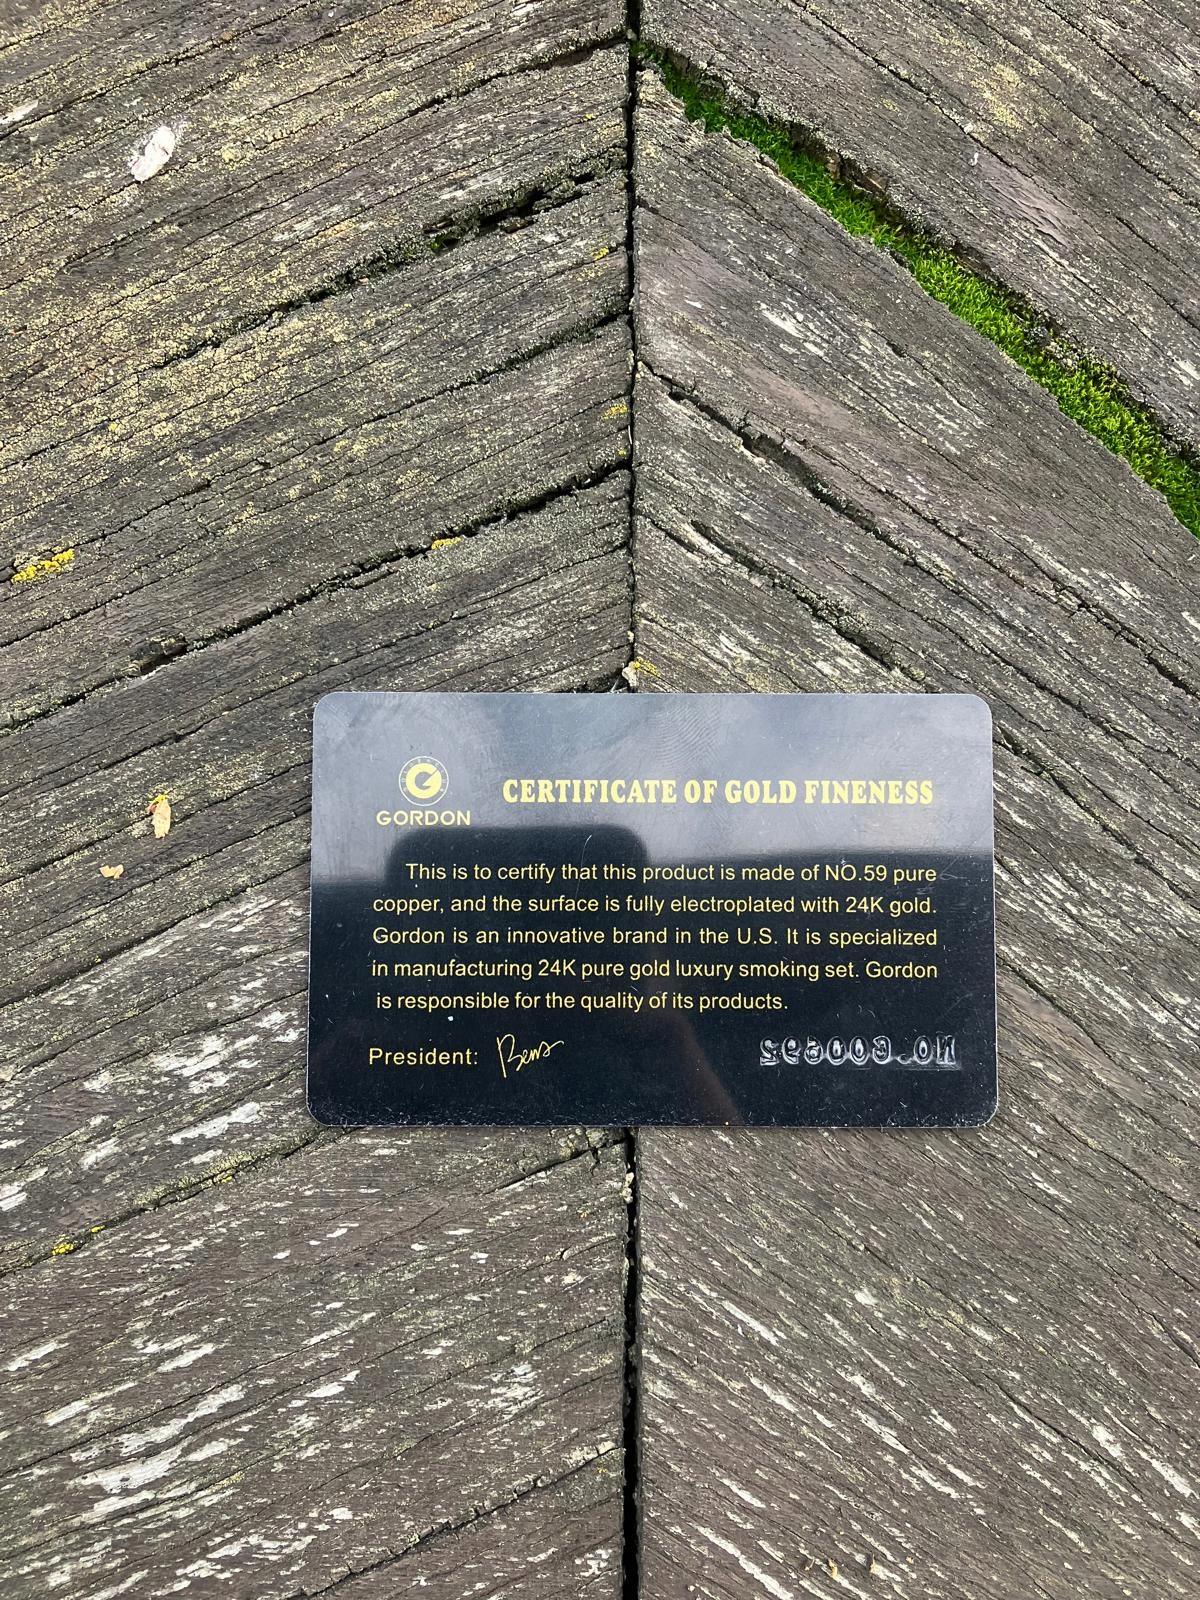 GORDON
CERTIFICATE OF GOLD FINENESS
This is to certify that this product is made of NO.59 pure
copper, and the surface is fully electroplated with 24K gold.
Gordon is an innovative brand in the U.S. It is specialized
in manufacturing 24K pure gold luxury smoking set. Gordon
is responsible for the quality of its products.
President: Bens